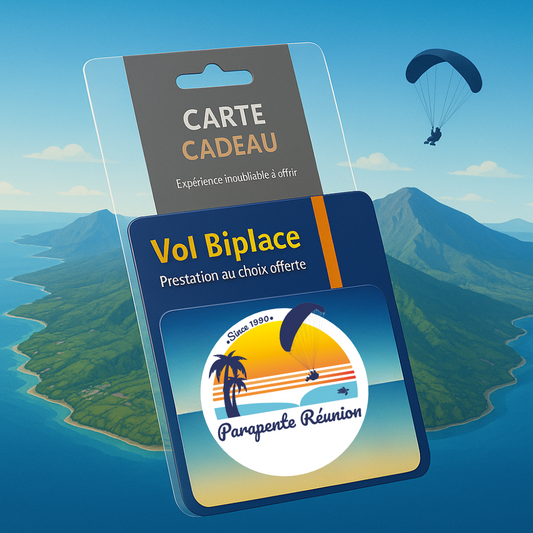 CARTE
CADEAU
Expérience inoubliable à offrir
Vol Biplace
Prestation au choix offerte
•Since 1990•
Parapente Réunion